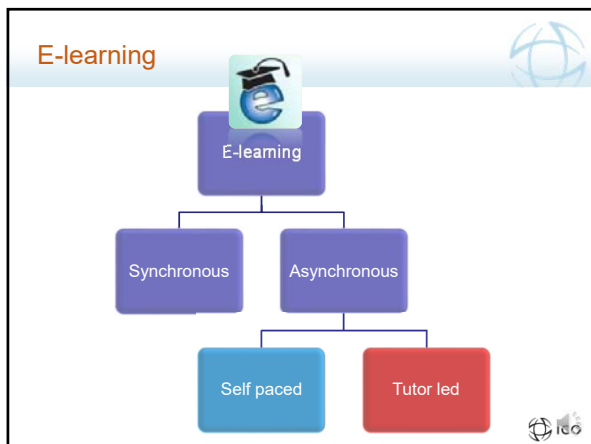 E-learning
e
E-learning
Synchronous
Asynchronous
Self paced
Tutor led
ico